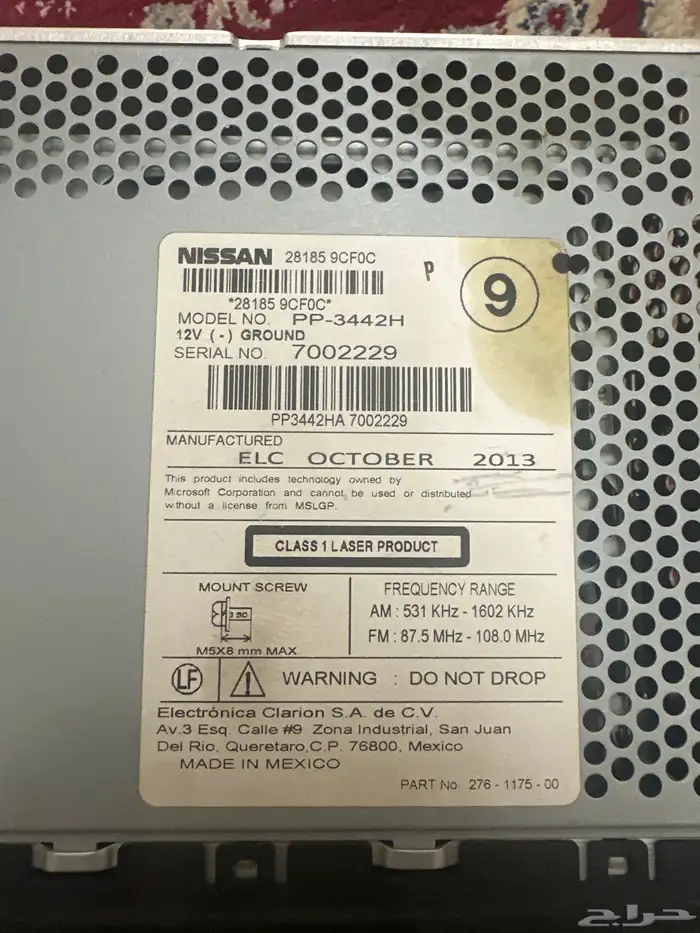 NISSAN 28185 9CF0C
P
9
*28185 9CF0C*
MODEL NO. PP-3442H
12V (-) GROUND
SERIAL NO. 7002229
PP3442HA 7002229
MANUFACTURED
ELC OCTOBER 2013
This product includes technology owned by
Microsoft Corporation and cannot be used or distributed
without a license from MSLGP.
CLASS 1 LASER PRODUCT
MOUNT SCREW
M5X8 mm MAX
FREQUENCY RANGE
AM : 531 KHz - 1602 KHz
FM : 87.5 MHz - 108.0 MHz
LF
WARNING : DO NOT DROP
Electrónica Clarion S.A. de C.V.
Av.3 Esq. Calle #9 Zona Industrial, San Juan
Del Rio, Queretaro,C.P. 76800, Mexico
MADE IN MEXICO
PART No 276 - 1175 - 00
حراج